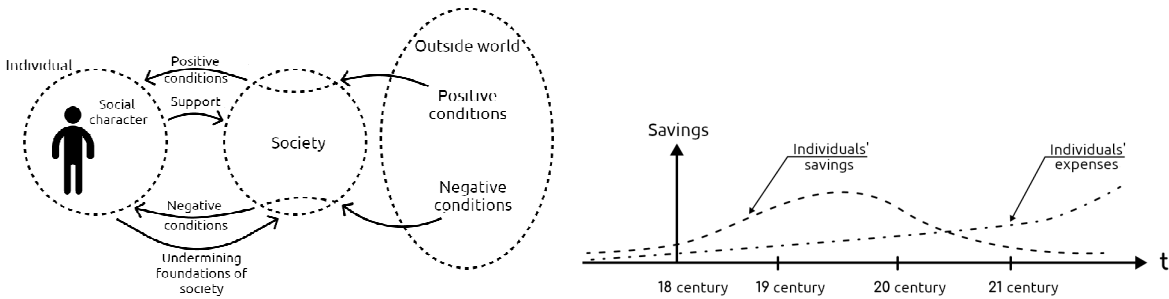 Individual
Social
character
Positive
conditions
Support
Society
Negative
conditions
Undermining
foundations of
society
Outside world
Positive
conditions
Negative
conditions
Savings
Individuals'
savings
Individuals'
expenses
t
18 century
19 century
20 century
21 century